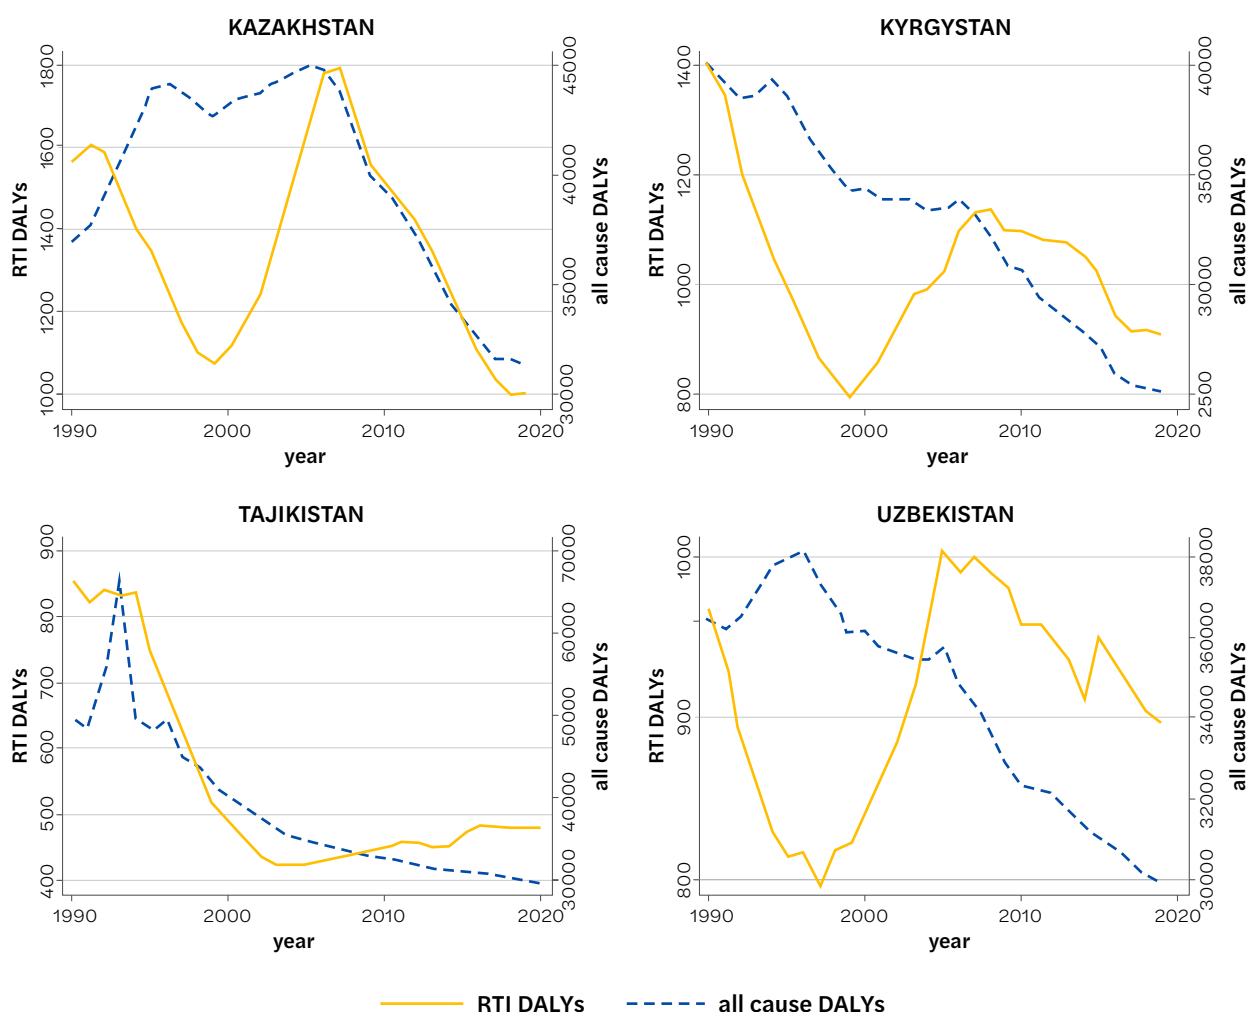 KAZAKHSTAN
RTI DALYs
1000
1200
1400
1600
1800
all cause DALYs
30000
35000
40000
45000
1990
2000
2010
2020
year
KYRGYSTAN
RTI DALYs
800
1000
1200
1400
all cause DALYs
2500
30000
35000
40000
1990
2000
2010
2020
year
TAJIKISTAN
RTI DALYs
400
500
600
700
800
900
all cause DALYs
30000
40000
50000
60000
70000
1990
2000
2010
2020
year
UZBEKISTAN
RTI DALYs
800
900
1000
all cause DALYs
30000
32000
34000
360000
38000
1990
2000
2010
2020
year
RTI DALYs
all cause DALYs